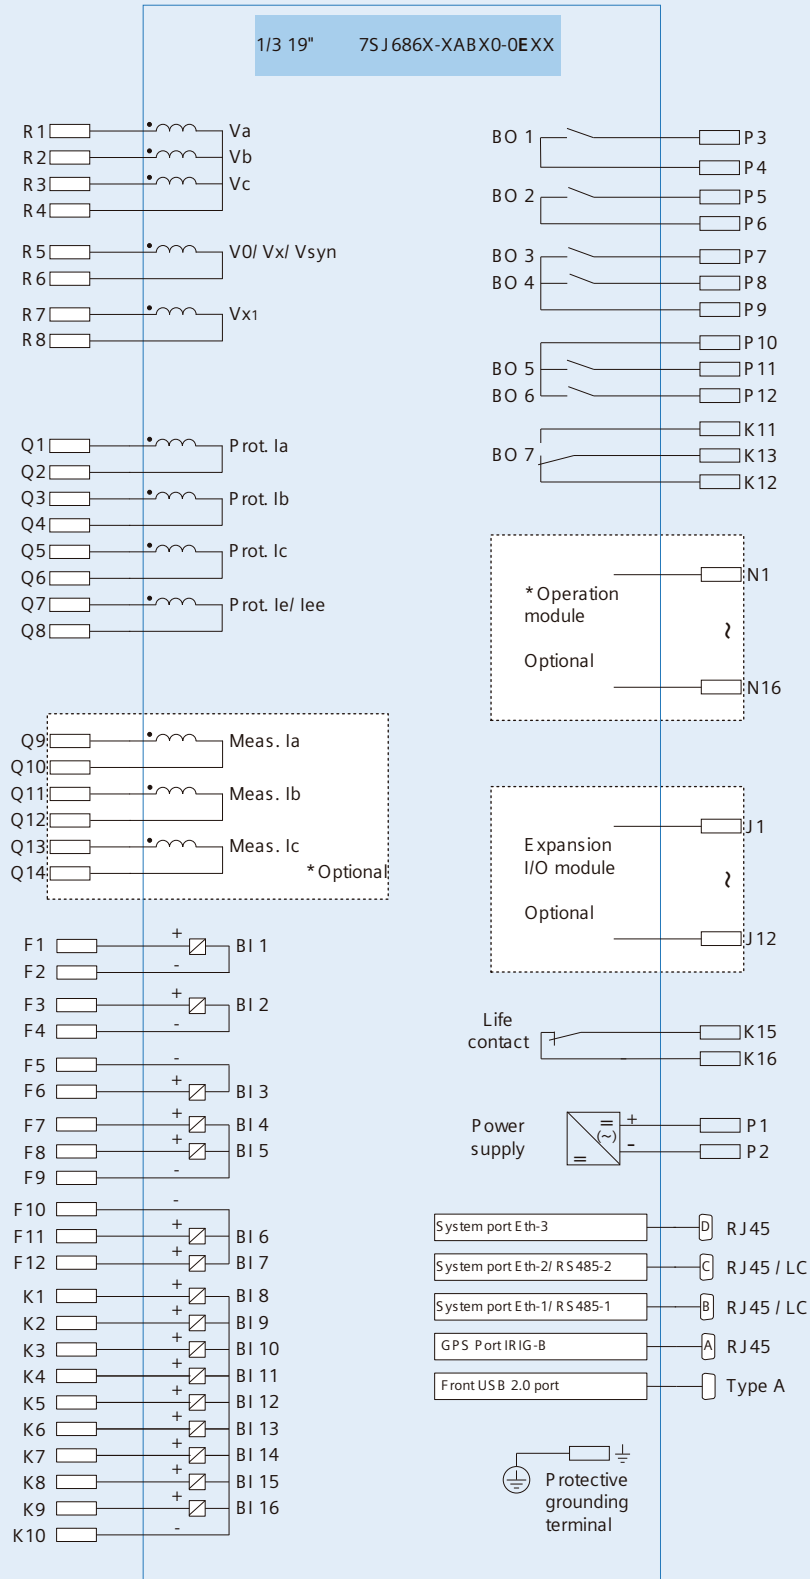 1/3 19" 7SJ686X-XABX0-0EXX
R1 Va
R2 Vb
R3 Vc
R4
R5 V0/ Vx/ Vsyn
R6
R7 Vx1
R8
Q1 Prot. Ia
Q2
Q3 Prot. Ib
Q4
Q5 Prot. Ic
Q6
Q7 Prot. Ie/ Iee
Q8
Q9 Meas. Ia
Q10
Q11 Meas. Ib
Q12
Q13 Meas. Ic
Q14 *Optional
F1 + BI 1
F2 -
F3 + BI 2
F4 -
F5 -
F6 + BI 3
F7 + BI 4
F8 + BI 5
F9 -
F10 -
F11 + BI 6
F12 + BI 7
K1 + BI 8
K2 + BI 9
K3 + BI 10
K4 + BI 11
K5 + BI 12
K6 + BI 13
K7 + BI 14
K8 + BI 15
K9 + BI 16
K10 -
BO 1 P3
P4
BO 2 P5
P6
BO 3 P7
BO 4 P8
P9
P10
BO 5 P11
BO 6 P12
K11
BO 7 K13
K12
N1
*Operation
module
~
Optional
N16
J1
Expansion
I/O module
~
Optional
J12
Life
contact
K15
- K16
Power
supply
= (~) =
+ P1
- P2
System port Eth-3 D RJ45
System port Eth-2/ RS485-2 C RJ45 / LC
System port Eth-1/ RS485-1 B RJ45 / LC
GPS Port IRIG-B A RJ45
Front USB 2.0 port Type A
Protective
grounding
terminal